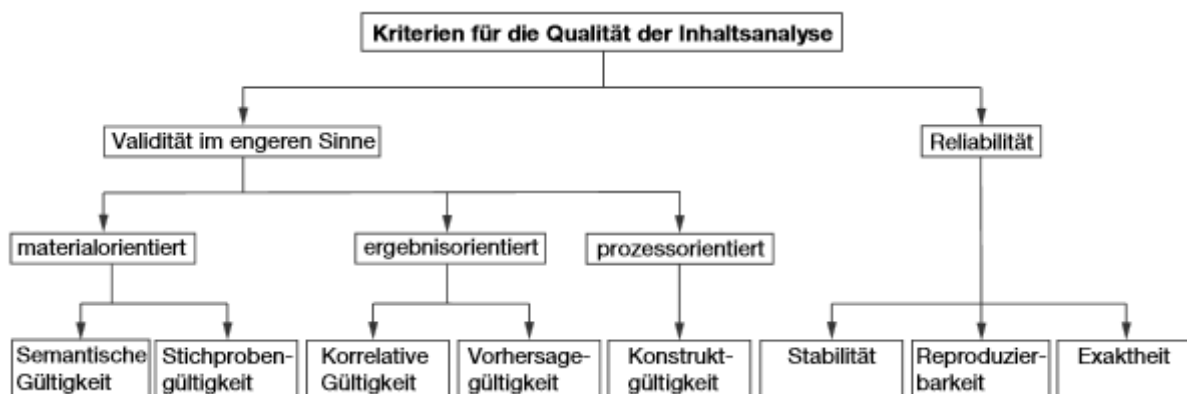 Kriterien für die Qualität der Inhaltsanalyse
Validität im engeren Sinne
Reliabilität
materialorientiert
ergebnisorientiert
prozessorientiert
Semantische
Gültigkeit
Stichproben-
gültigkeit
Korrelative
Gültigkeit
Vorhersage-
gültigkeit
Konstrukt-
gültigkeit
Stabilität
Reproduzier-
barkeit
Exaktheit